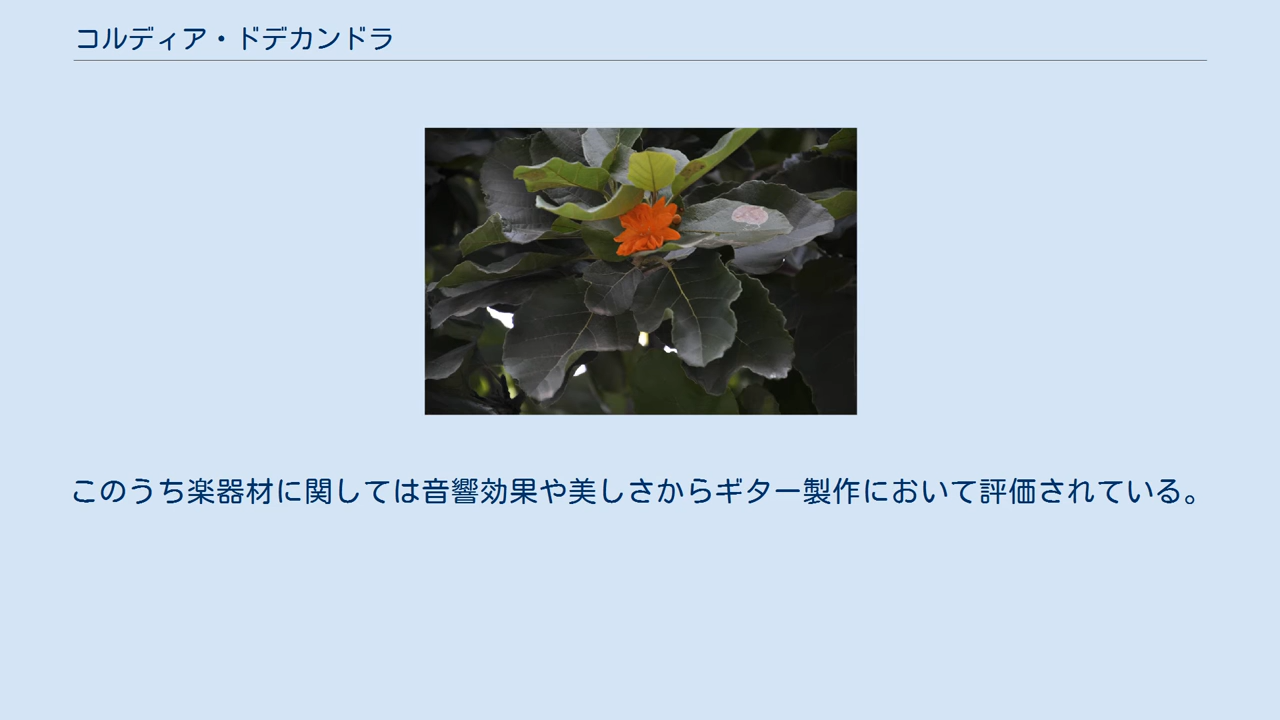 コルディア・ドデカンドラ
このうち楽器材に関しては音響効果や美しさからギター製作において評価されている。